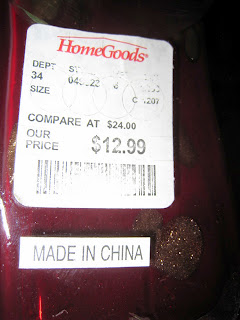 HomeGoods
DEPT
34
SIZE
COMPARE AT $24.00
OUR
PRICE $12.99
MADE IN CHINA